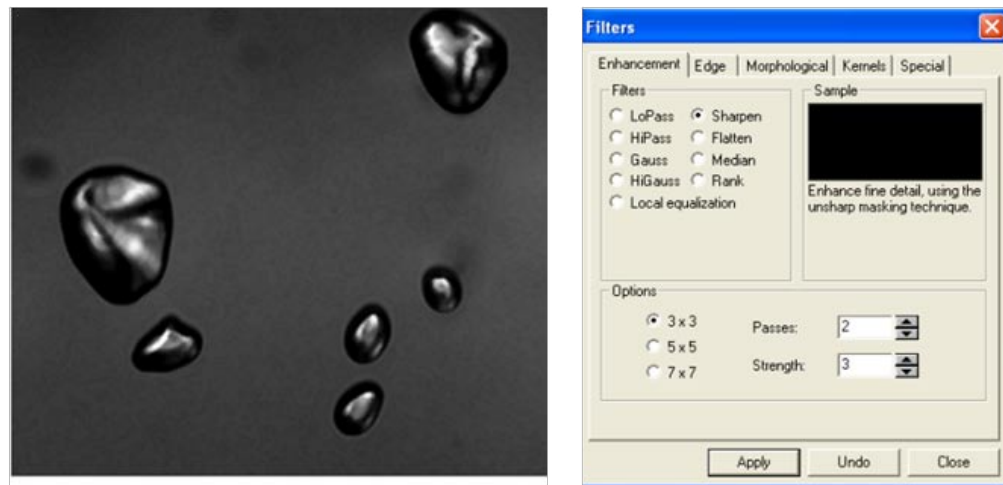 Filters
Enhancement Edge Morphological Kernels Special
Filters
LoPass Sharpen
HiPass Flatten
Gauss Median
HiGauss Rank
Local equalization
Sample
Enhance fine detail, using the
unsharp masking technique.
Options
3 x 3
5 x 5
7 x 7
Passes: 2
Strength: 3
Apply Undo Close